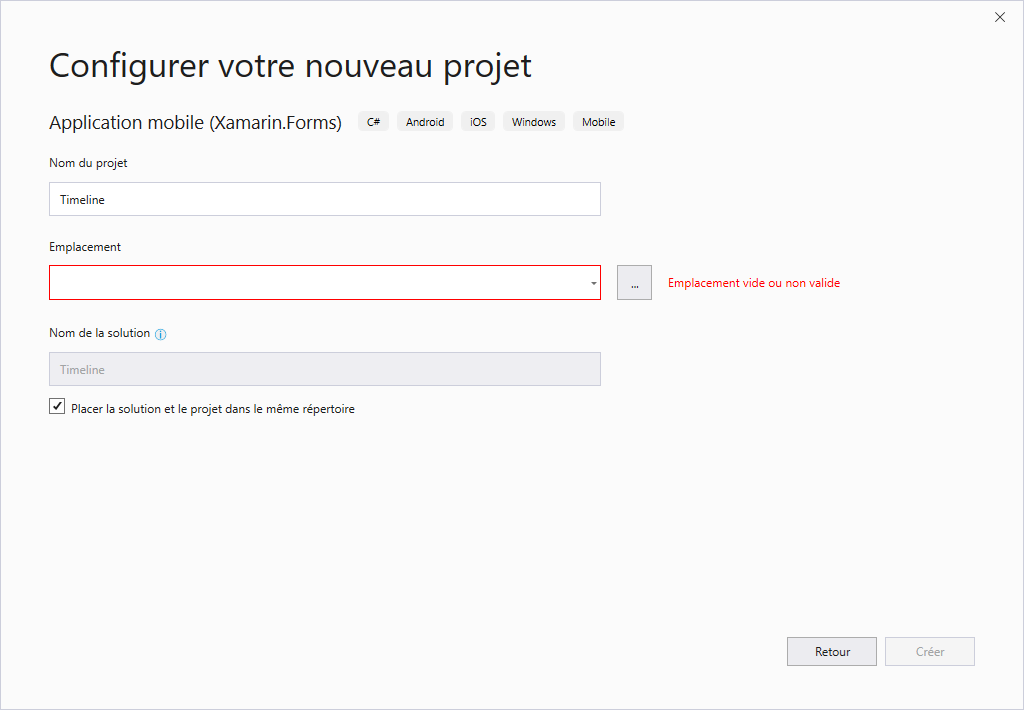 Configurer votre nouveau projet
Application mobile (Xamarin.Forms) C# Android iOS Windows Mobile
Nom du projet
Timeline
Emplacement
... Emplacement vide ou non valide
Nom de la solution
Timeline
Placer la solution et le projet dans le même répertoire
Retour Créer